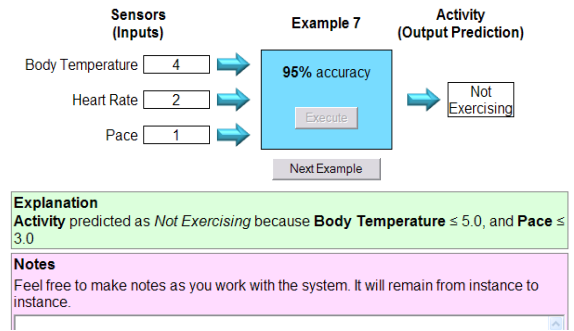 Sensors
(Inputs)
Example 7
Activity
(Output Prediction)
Body Temperature 4
Heart Rate 2
Pace 1
95% accuracy
Execute
Not
Exercising
Next Example
Explanation
Activity predicted as Not Exercising because Body Temperature ≤ 5.0, and Pace ≤
3.0
Notes
Feel free to make notes as you work with the system. It will remain from instance to
instance.